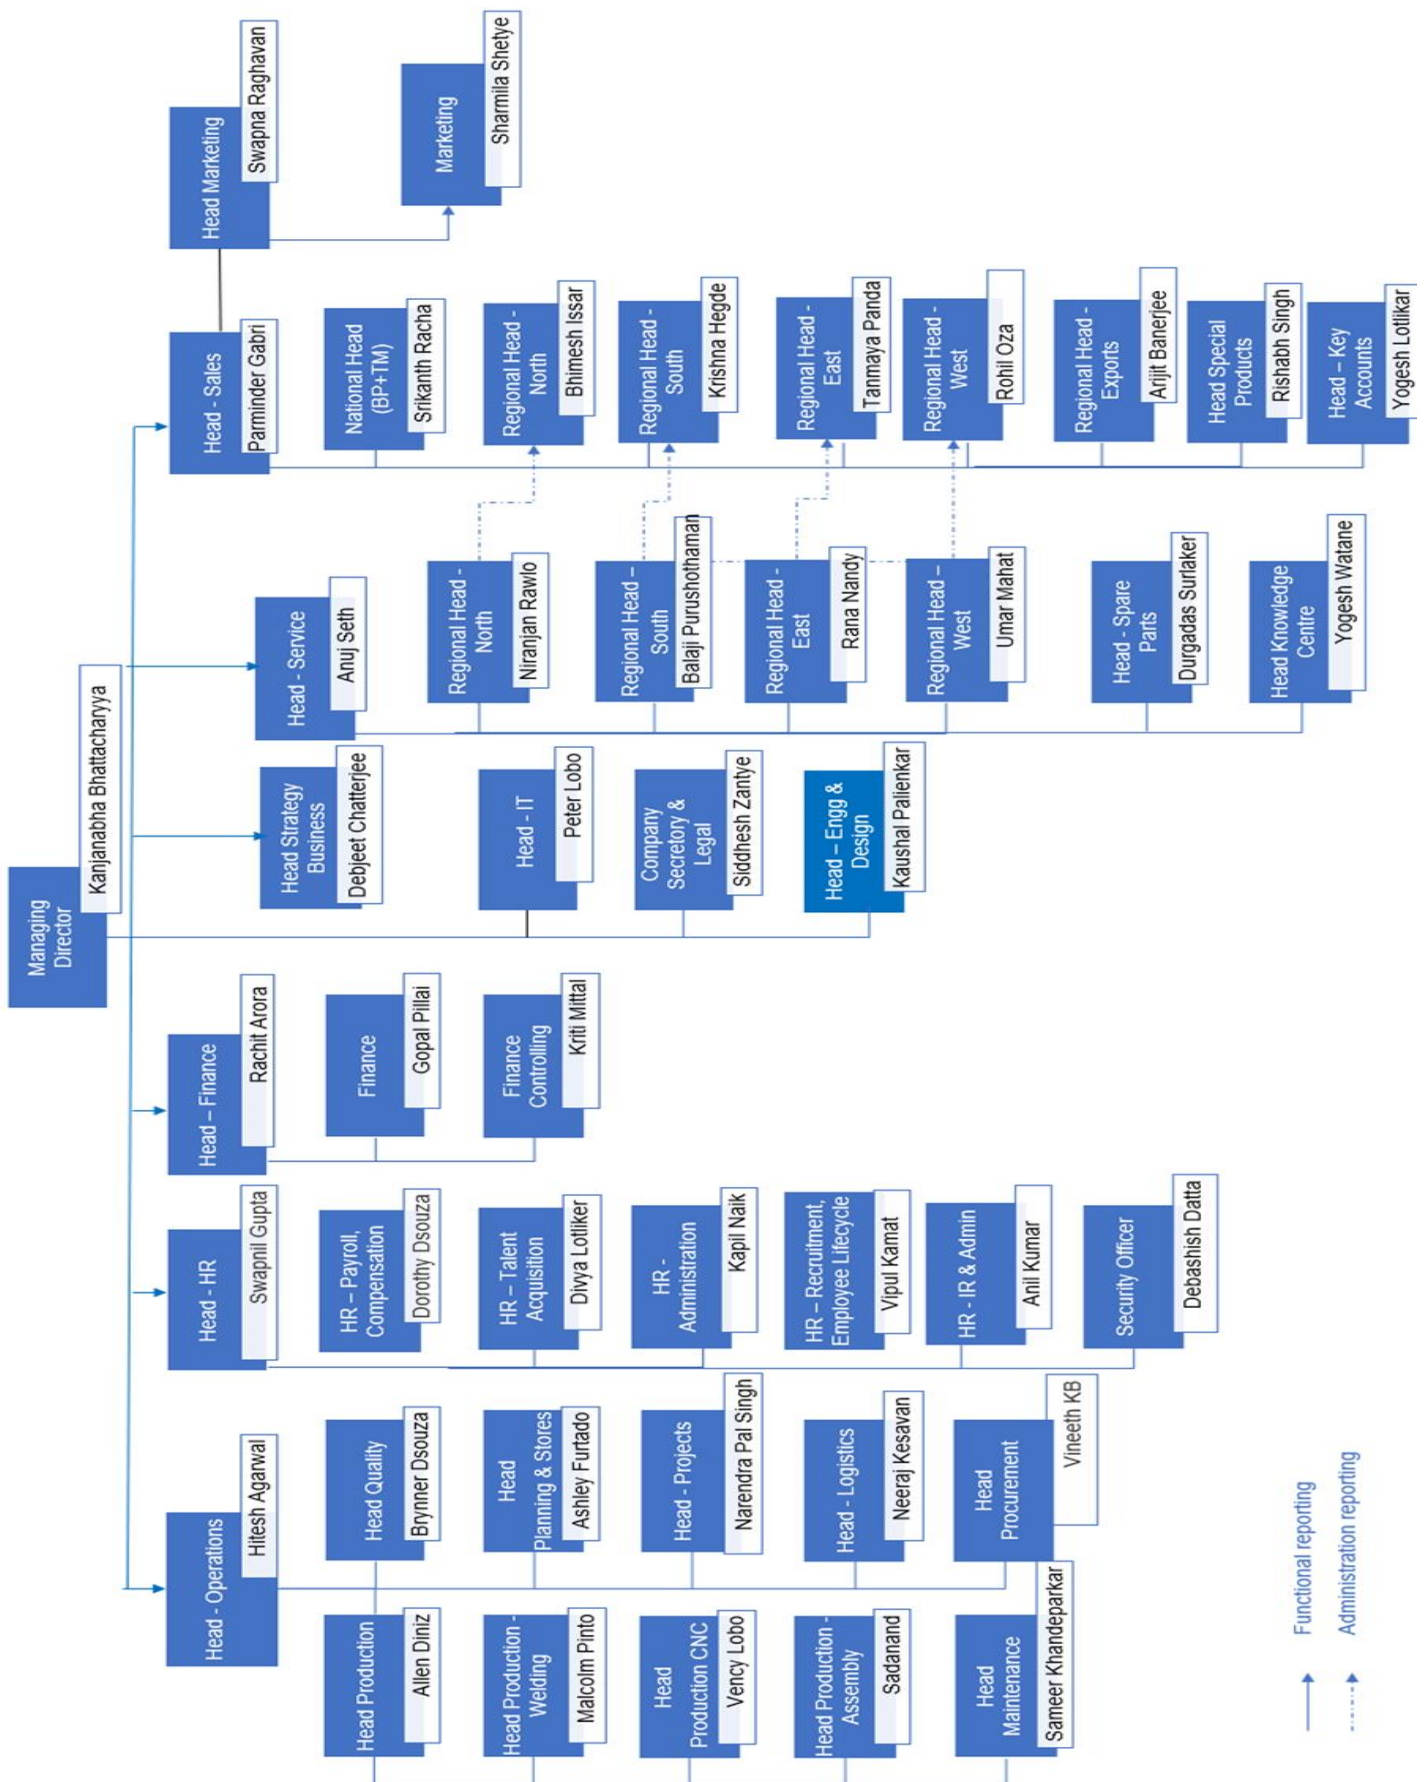 Managing
Director
Kanjanabha Bhattacharyya
Head - Operations
Hitesh Agarwal
Head - HR
Swapnil Gupta
Head – Finance
Rachit Arora
Head Strategy
Business
Debjeet Chatterjee
Head - Service
Anuj Seth
Head - Sales
Parminder Gabri
Head Marketing
Swapna Raghavan
Head Production
Allen Diniz
Head Production -
Welding
Malcolm Pinto
Head
Production CNC
Vency Lobo
Head Production -
Assembly
Sadanand
Head
Maintenance
Sameer Khandeparkar
Head Quality
Brynner Dsouza
Head
Planning & Stores
Ashley Furtado
Head - Projects
Narendra Pal Singh
Head - Logistics
Neeraj Kesavan
Head
Procurement
Vineeth KB
HR – Payroll,
Compensation
Dorothy Dsouza
HR – Talent
Acquisition
Divya Lotliker
HR -
Administration
Kapil Naik
HR – Recruitment,
Employee Lifecycle
Vipul Kamat
HR - IR & Admin
Anil Kumar
Security Officer
Debashish Datta
Finance
Gopal Pillai
Finance
Controlling
Kriti Mittal
Head - IT
Peter Lobo
Company
Secretary &
Legal
Siddhesh Zantye
Head – Engg &
Design
Kaushal Palienkar
Regional Head -
North
Niranjan Rawlo
Regional Head –
South
Balaji Purushothaman
Regional Head -
East
Rana Nandy
Regional Head –
West
Umar Mahat
Head - Spare
Parts
Durgadas Surlaker
Head Knowledge
Centre
Yogesh Watane
National Head
(BP+TM)
Srikanth Racha
Regional Head -
North
Bhimesh Issar
Regional Head –
South
Krishna Hegde
Regional Head -
East
Tanmaya Panda
Regional Head -
West
Rohil Oza
Regional Head -
Exports
Arijit Banerjee
Head Special
Products
Rishabh Singh
Head – Key
Accounts
Yogesh Lotlikar
Marketing
Sharmila Shetye
Functional reporting
Administration reporting